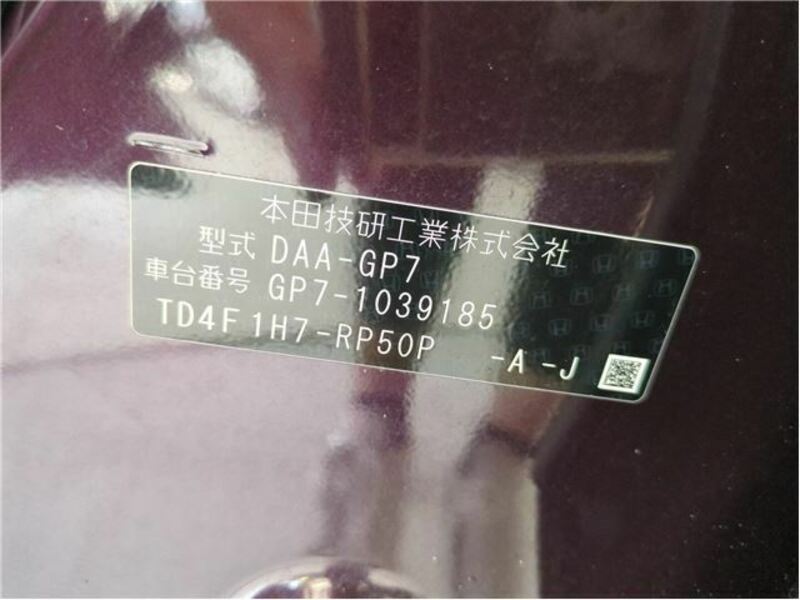 本田技研工業株式会社
型式 DAA-GP7
車台番号 GP7-1039185
TD4F1H7-RP50P -A-J